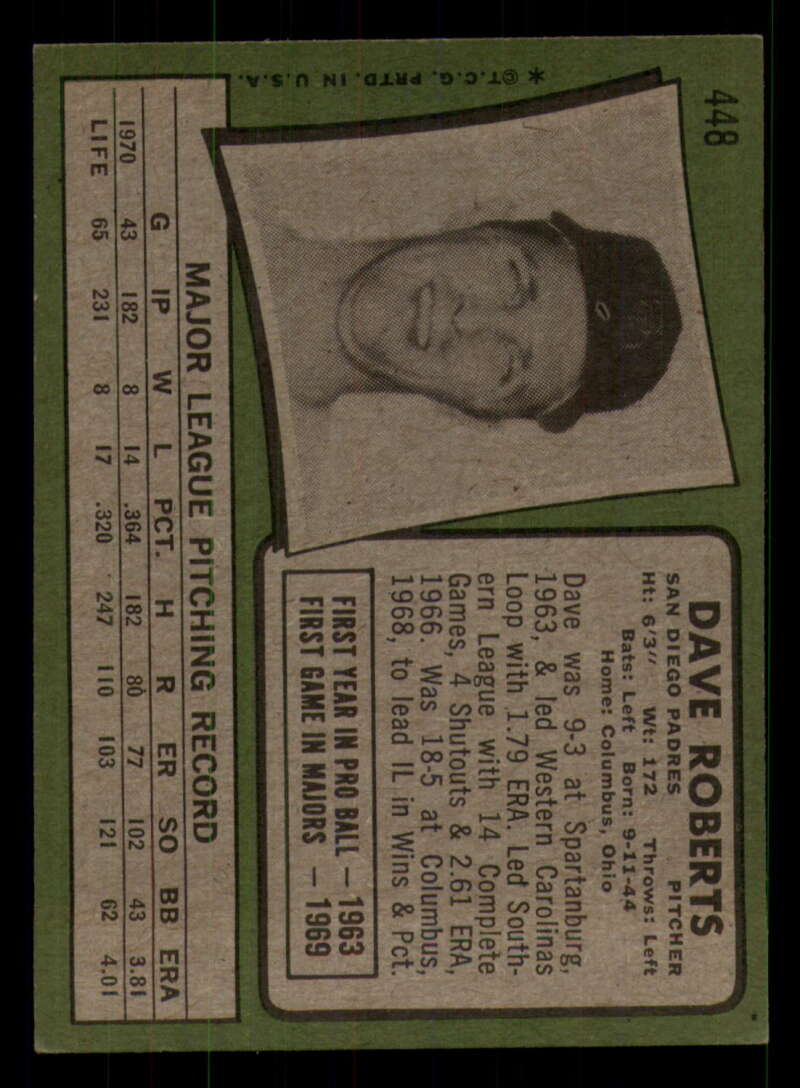 448
DAVE ROBERTS
SAN DIEGO PADRES PITCHER
Ht: 6'3" Wt: 172 Throws: Left
Bats: Left Born: 9-11-44
Home: Columbus, Ohio
Dave was 9-3 at Spartanburg,
1963, & led Western Carolinas
Loop with 1.79 ERA. Led South-
ern League with 14 Complete
Games, 4 Shutouts & 2.61 ERA,
1966. Was 18-5 at Columbus,
1968, to lead IL in Wins & Pct.
FIRST YEAR IN PRO BALL — 1963
FIRST GAME IN MAJORS — 1969
MAJOR LEAGUE PITCHING RECORD
G IP W L PCT. H R ER SO BB ERA
1970 43 182 8 14 .364 182 80 77 102 43 3.81
LIFE 65 231 8 17 .320 247 110 103 121 62 4.01
* ©T.C.G. PRTD. IN U.S.A.